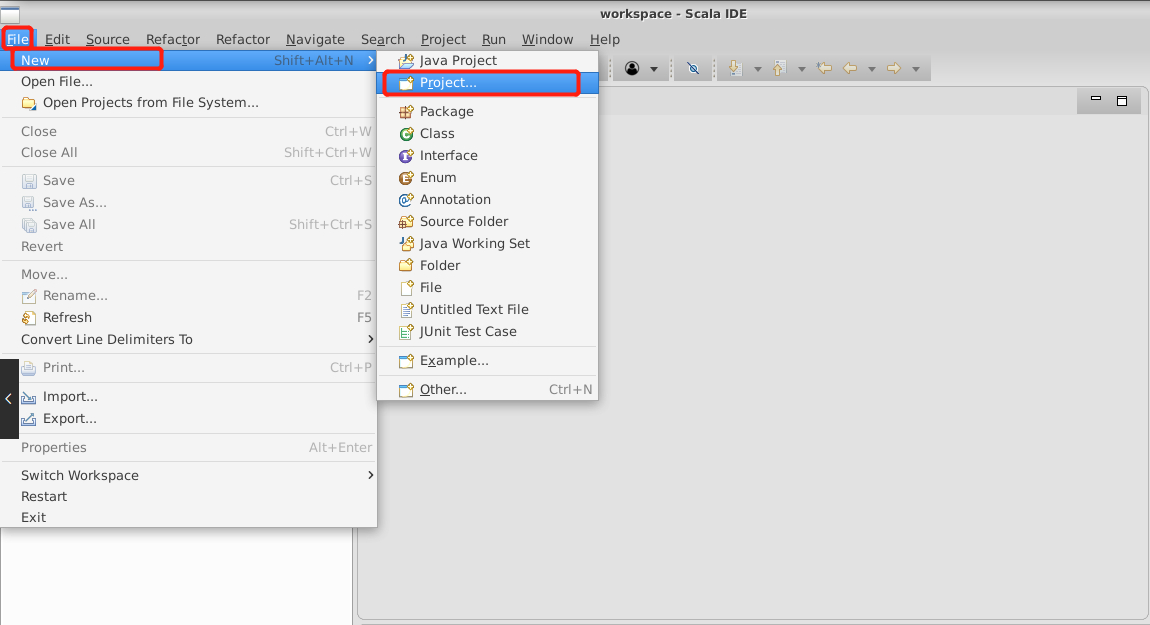 workspace - Scala IDE
File Edit Source Refactor Refactor Navigate Search Project Run Window Help
New Shift+Alt+N
Open File...
Open Projects from File System...
Close Ctrl+W
Close All Shift+Ctrl+W
Save Ctrl+S
Save As...
Save All Shift+Ctrl+S
Revert
Move...
Rename... F2
Refresh F5
Convert Line Delimiters To
Print... Ctrl+P
Import...
Export...
Properties Alt+Enter
Switch Workspace
Restart
Exit
Java Project
Project...
Package
Class
Interface
Enum
Annotation
Source Folder
Java Working Set
Folder
File
Untitled Text File
JUnit Test Case
Example...
Other... Ctrl+N